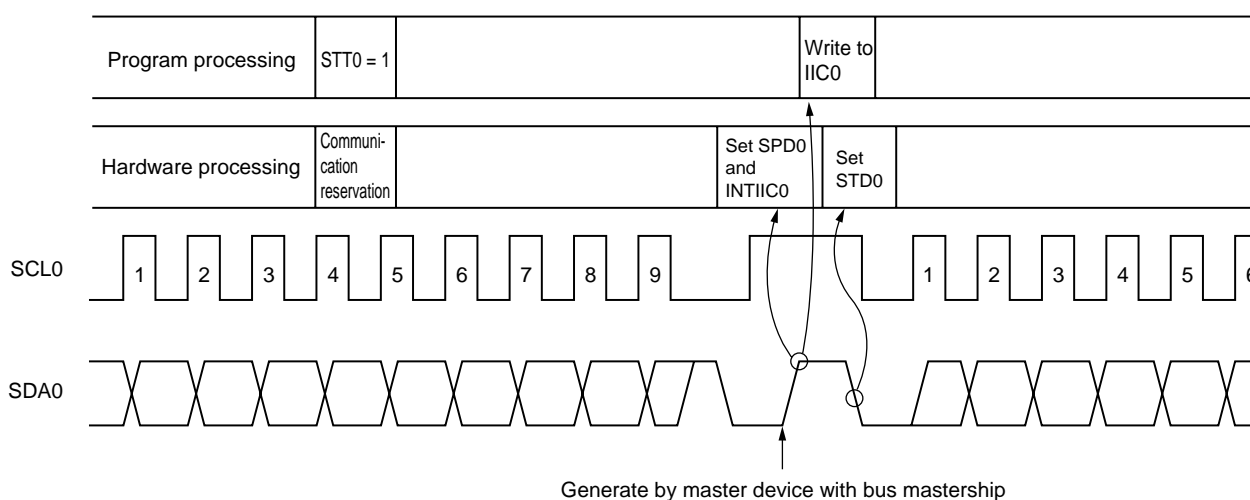 Program processing
STT0 = 1
Write to
IIC0
Hardware processing
Communi-
cation
reservation
Set SPD0
and
INTIIC0
Set
STD0
SCL0
1 2 3 4 5 6 7 8 9 1 2 3 4 5 6
SDA0
Generate by master device with bus mastership